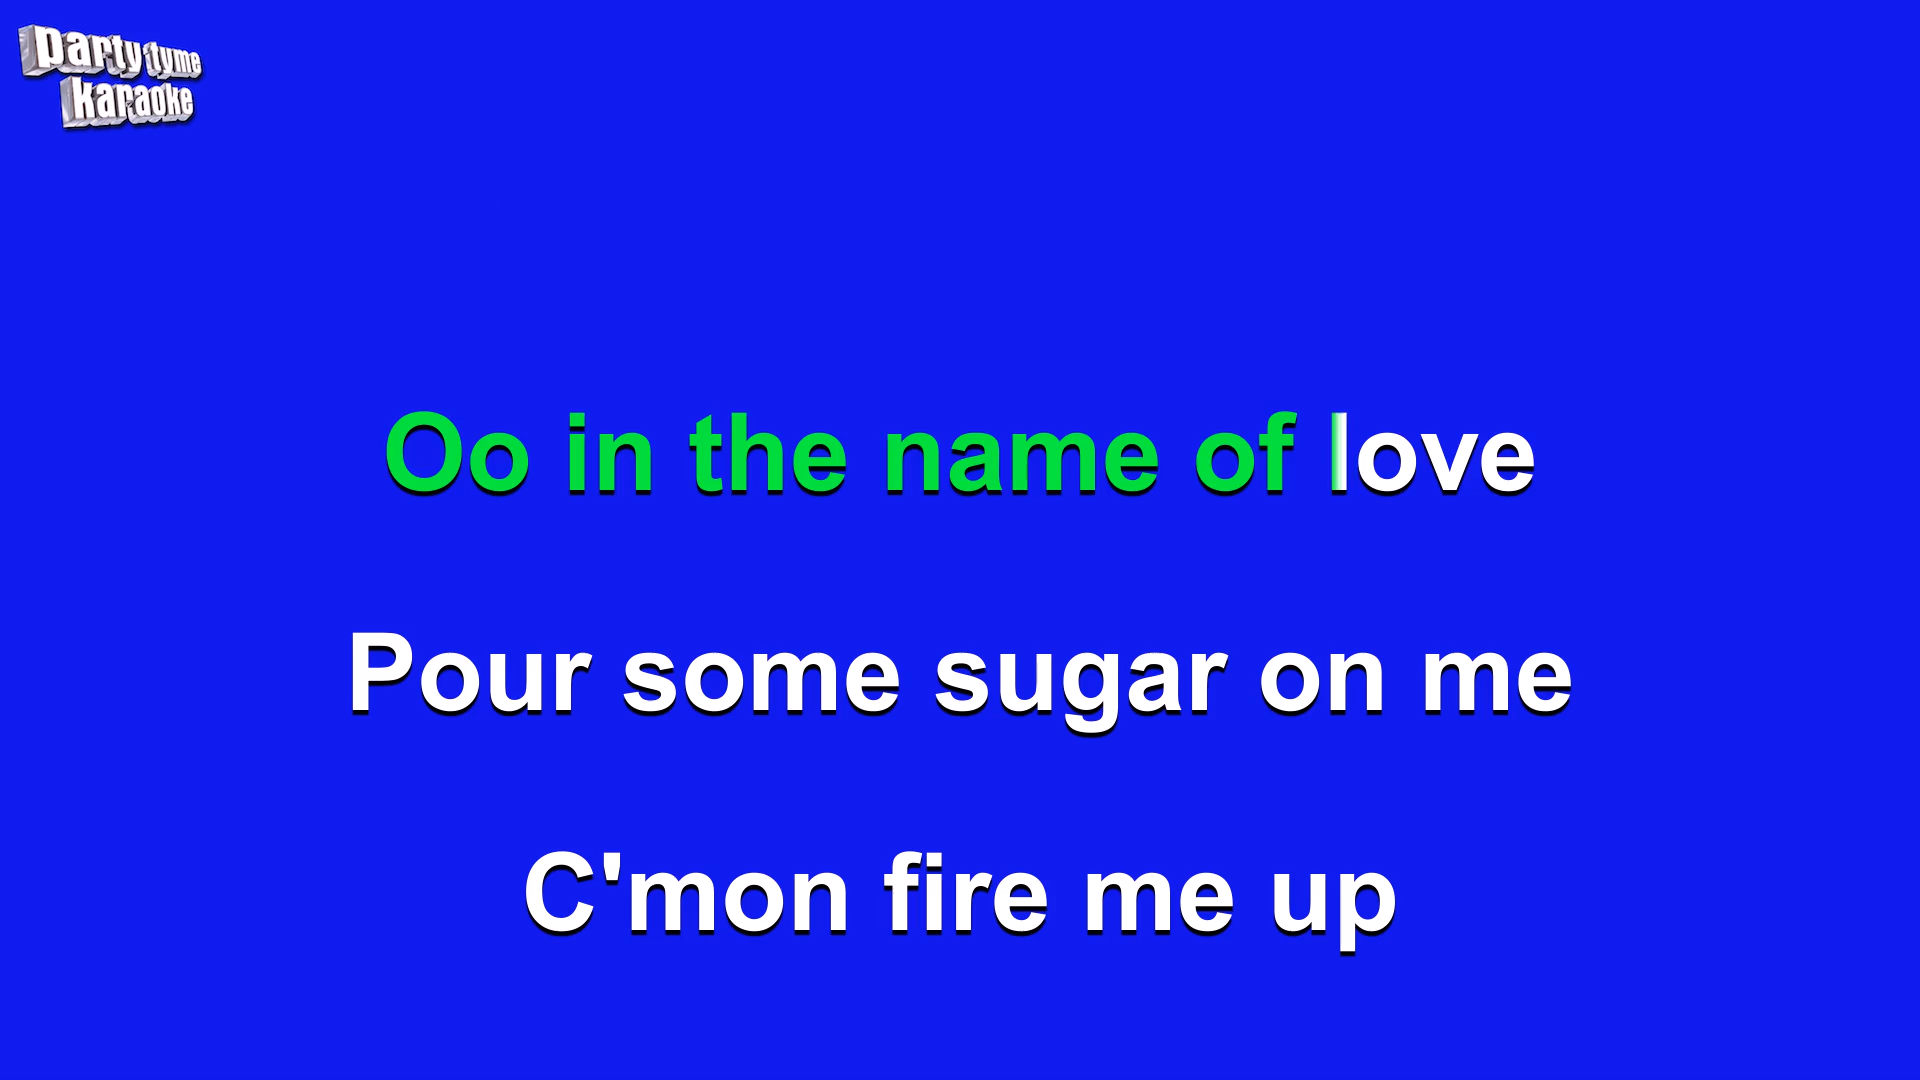 party tyme
karaoke
Oo in the name of love
Pour some sugar on me
C'mon fire me up